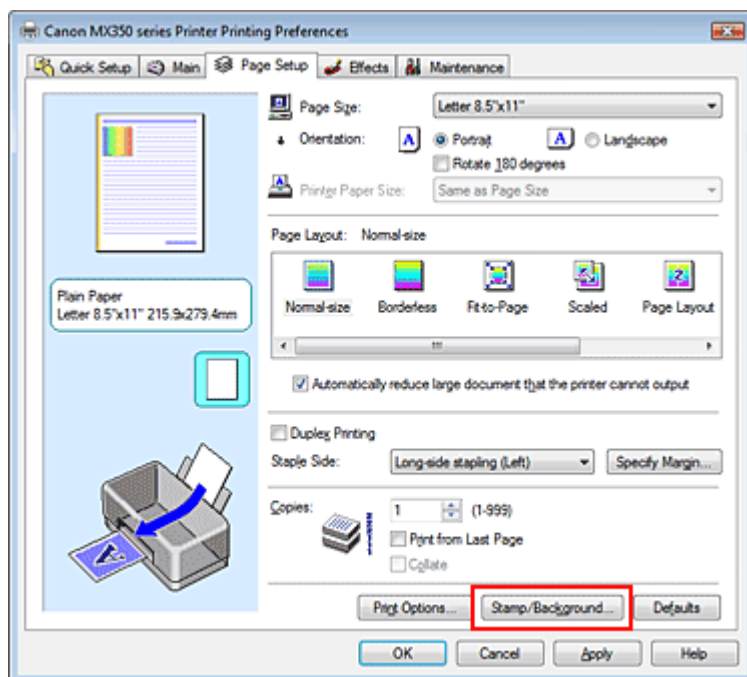 Canon MX350 series Printer Printing Preferences
Quick Setup Main Page Setup Effects Maintenance
Page Size: Letter 8.5"x11"
Orientation: A Portrait A Landscape
Rotate 180 degrees
Printer Paper Size: Same as Page Size
Page Layout: Normal-size
Normal-size Borderless Fit-to-Page Scaled Page Layout
Plain Paper
Letter 8.5"x11" 215.9x279.4mm
Automatically reduce large document that the printer cannot output
Duplex Printing
Staple Side: Long-side stapling (Left) Specify Margin...
Copies: 1 (1-999)
Print from Last Page
Collate
Print Options... Stamp/Background... Defaults
OK Cancel Apply Help